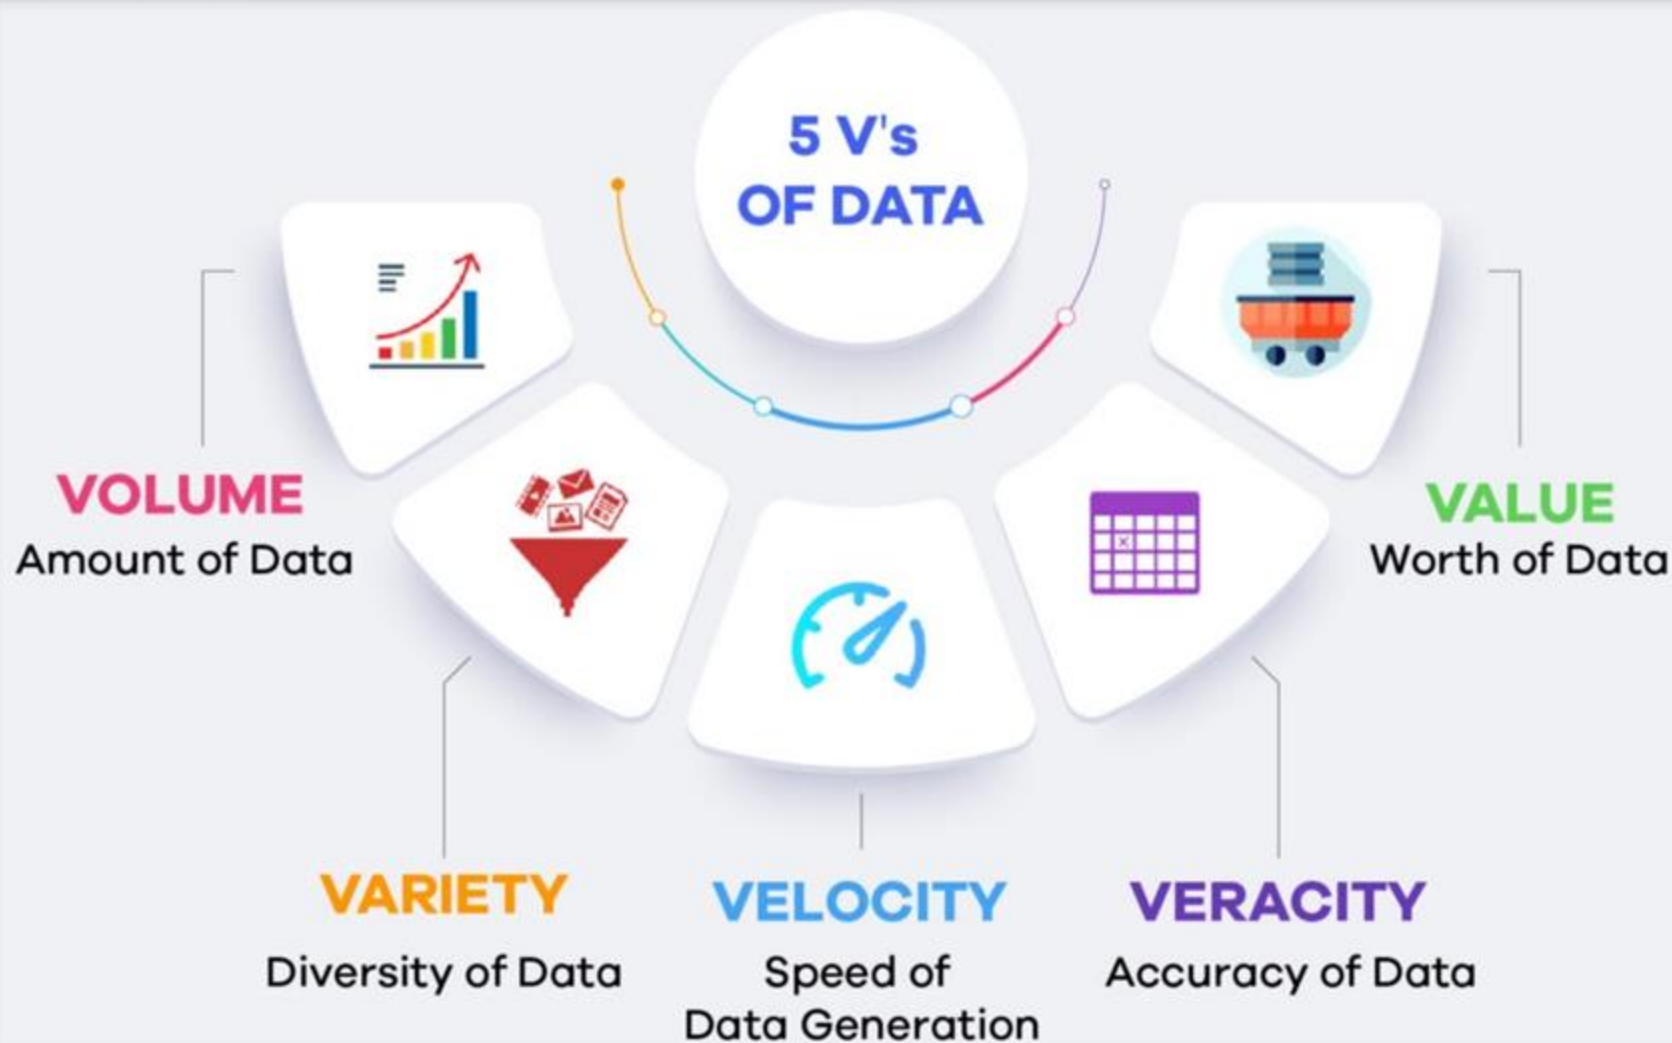 5 V's
OF DATA
VOLUME
Amount of Data
VARIETY
Diversity of Data
VELOCITY
Speed of
Data Generation
VERACITY
Accuracy of Data
VALUE
Worth of Data